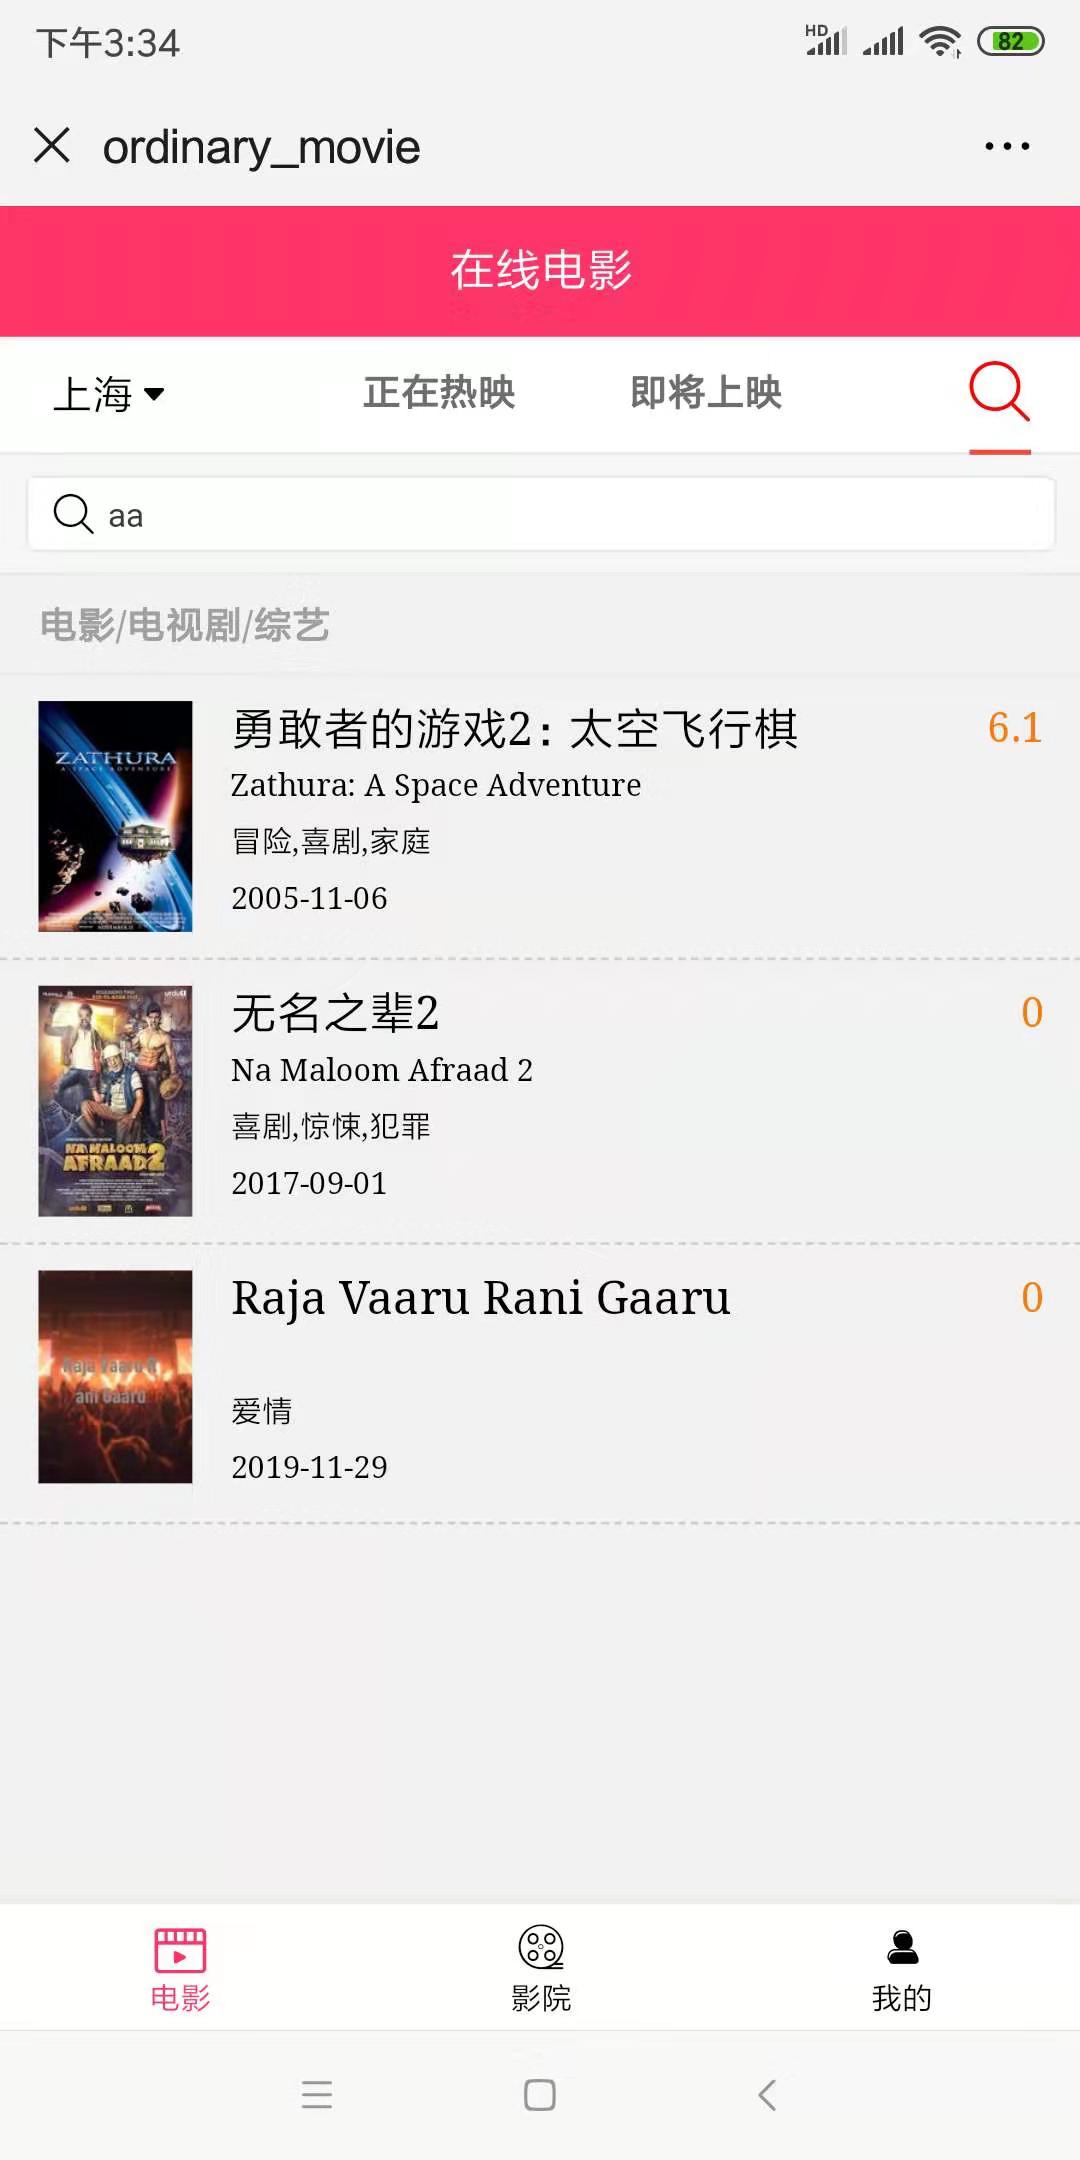 下午3:34
HD
82
ordinary_movie
在线电影
上海 正在热映 即将上映
aa
电影/电视剧/综艺
ZATHURA
A SPACE ADVENTURE
勇敢者的游戏2：太空飞行棋 6.1
Zathura: A Space Adventure
冒险,喜剧,家庭
2005-11-06
urdu1
NA MALOOM
AFRAAD2
无名之辈2 0
Na Maloom Afraad 2
喜剧,惊悚,犯罪
2017-09-01
Raja Vaaru R
ani Gaaru
Raja Vaaru Rani Gaaru 0
爱情
2019-11-29
电影 影院 我的